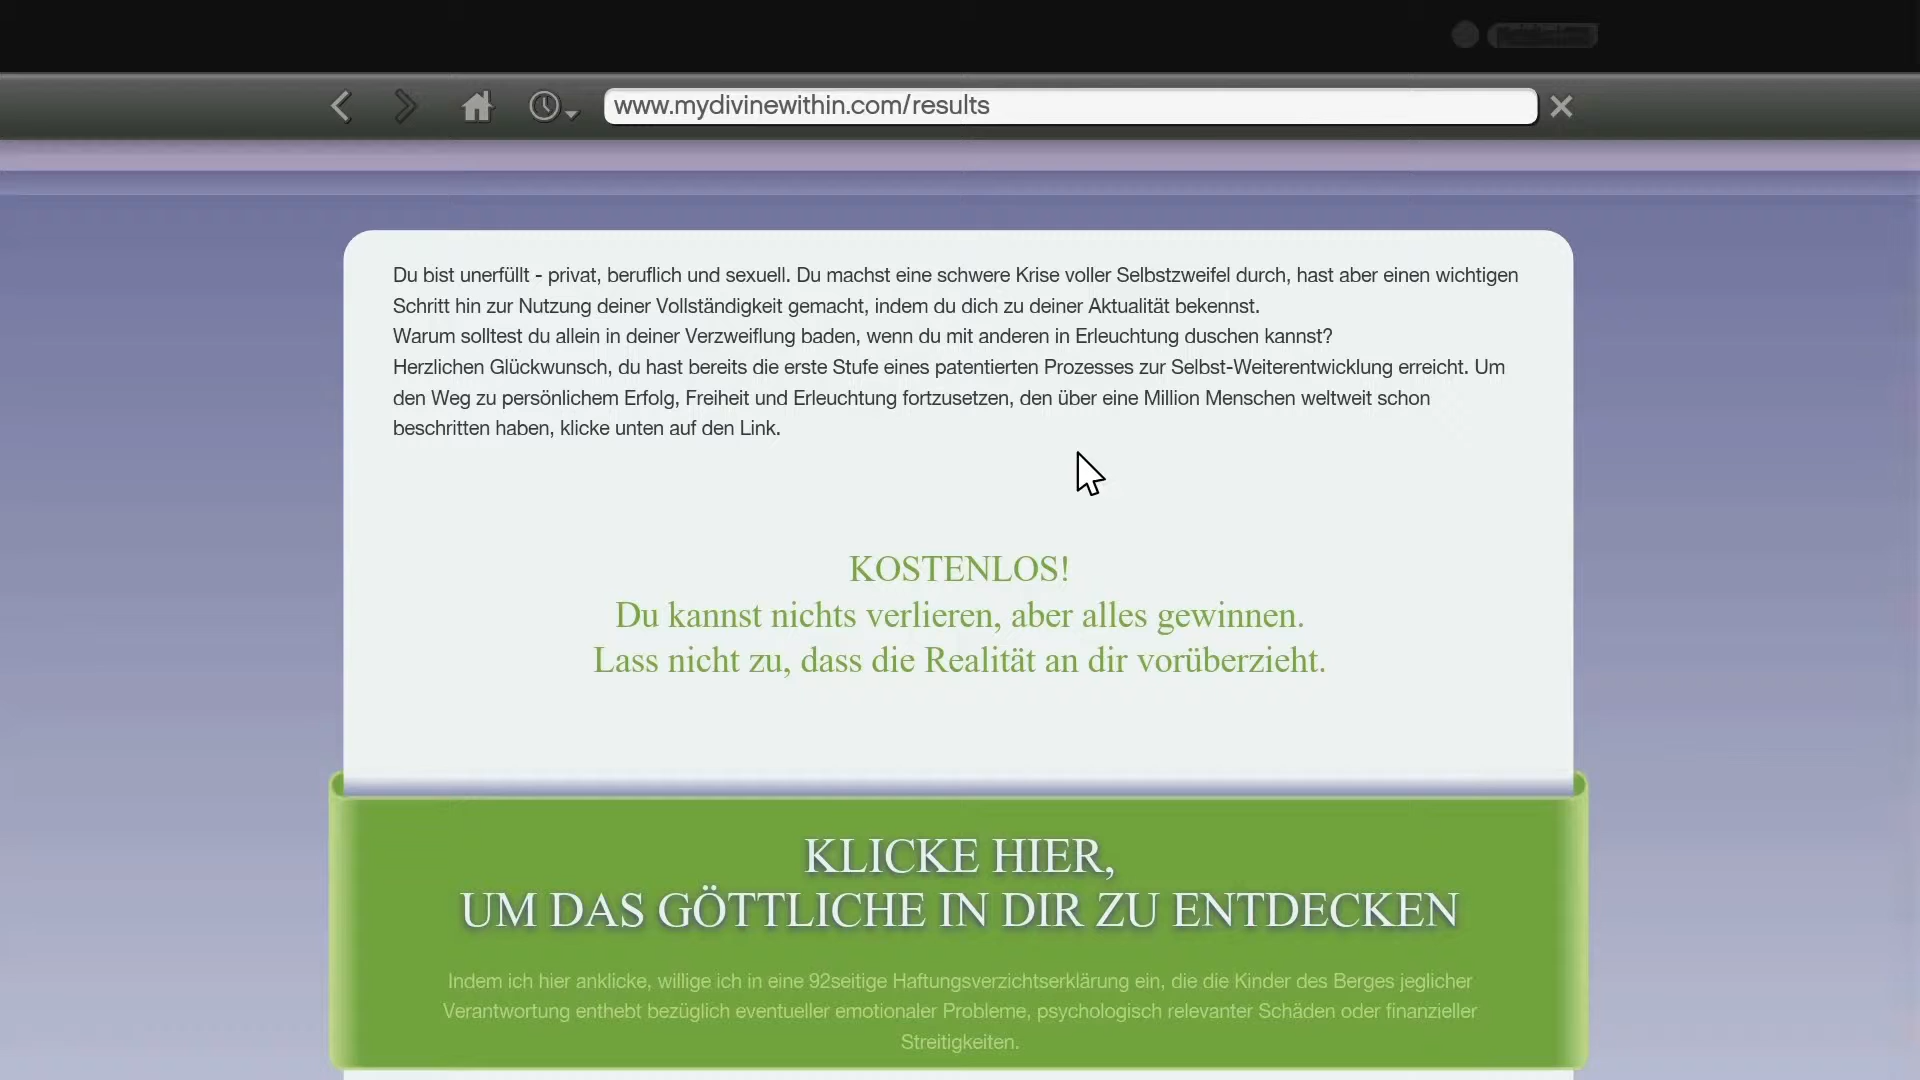 www.mydivinewithin.com/results
Du bist unerfüllt - privat, beruflich und sexuell. Du machst eine schwere Krise voller Selbstzweifel durch, hast aber einen wichtigen
Schritt hin zur Nutzung deiner Vollständigkeit gemacht, indem du dich zu deiner Aktualität bekennst.
Warum solltest du allein in deiner Verzweiflung baden, wenn du mit anderen in Erleuchtung duschen kannst?
Herzlichen Glückwunsch, du hast bereits die erste Stufe eines patentierten Prozesses zur Selbst-Weiterentwicklung erreicht. Um
den Weg zu persönlichem Erfolg, Freiheit und Erleuchtung fortzusetzen, den über eine Million Menschen weltweit schon
beschritten haben, klicke unten auf den Link.
KOSTENLOS!
Du kannst nichts verlieren, aber alles gewinnen.
Lass nicht zu, dass die Realität an dir vorüberzieht.
KLICKE HIER,
UM DAS GÖTTLICHE IN DIR ZU ENTDECKEN
Indem ich hier anklicke, willige ich in eine 92seitige Haftungsverzichtserklärung ein, die die Kinder des Berges jeglicher
Verantwortung enthebt bezüglich eventueller emotionaler Probleme, psychologisch relevanter Schäden oder finanzieller
Streitigkeiten.